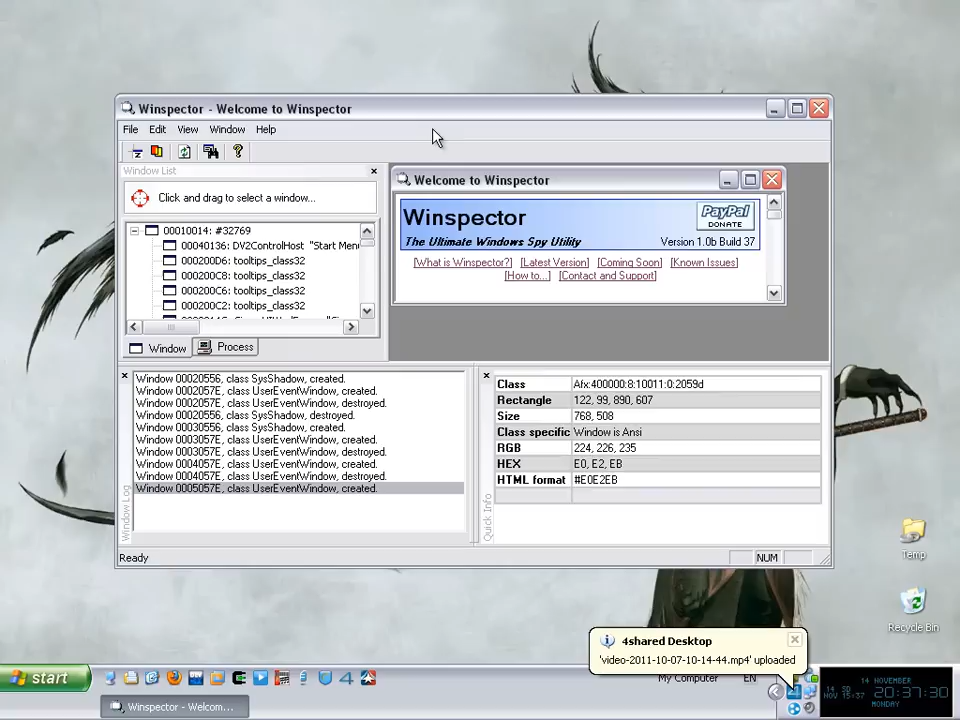 Winspector - Welcome to Winspector
File Edit View Window Help
Window List
Click and drag to select a window...
00010014: #32769
00040136: DV2ControlHost "Start Menu
000200D6: tooltips_class32
000200C8: tooltips_class32
000200C6: tooltips_class32
000200C2: tooltips_class32
Window Process
Welcome to Winspector
Winspector
PayPal
DONATE
The Ultimate Windows Spy Utility Version 1.0b Build 37
[What is Winspector?] [Latest Version] [Coming Soon] [Known Issues]
[How to...] [Contact and Support]
Window 00020556, class SysShadow, created.
Window 0002057E, class UserEventWindow, created.
Window 0002057E, class UserEventWindow, destroyed.
Window 00020556, class SysShadow, destroyed.
Window 00030556, class SysShadow, created.
Window 0003057E, class UserEventWindow, created.
Window 0003057E, class UserEventWindow, destroyed.
Window 0004057E, class UserEventWindow, created.
Window 0004057E, class UserEventWindow, destroyed.
Window 0005057E, class UserEventWindow, created.
Window Log
Class Afx:400000:8:10011:0:2059d
Rectangle 122, 99, 890, 607
Size 768, 508
Class specific Window is Ansi
RGB 224, 226, 235
HEX E0, E2, EB
HTML format #E0E2EB
Quick Info
Ready NUM
Temp
Recycle Bin
4shared Desktop
'video-2011-10-07-10-14-44.mp4' uploaded
start
My Computer EN
Winspector - Welcom...
14 NOVEMBER
20:37:30
MONDAY